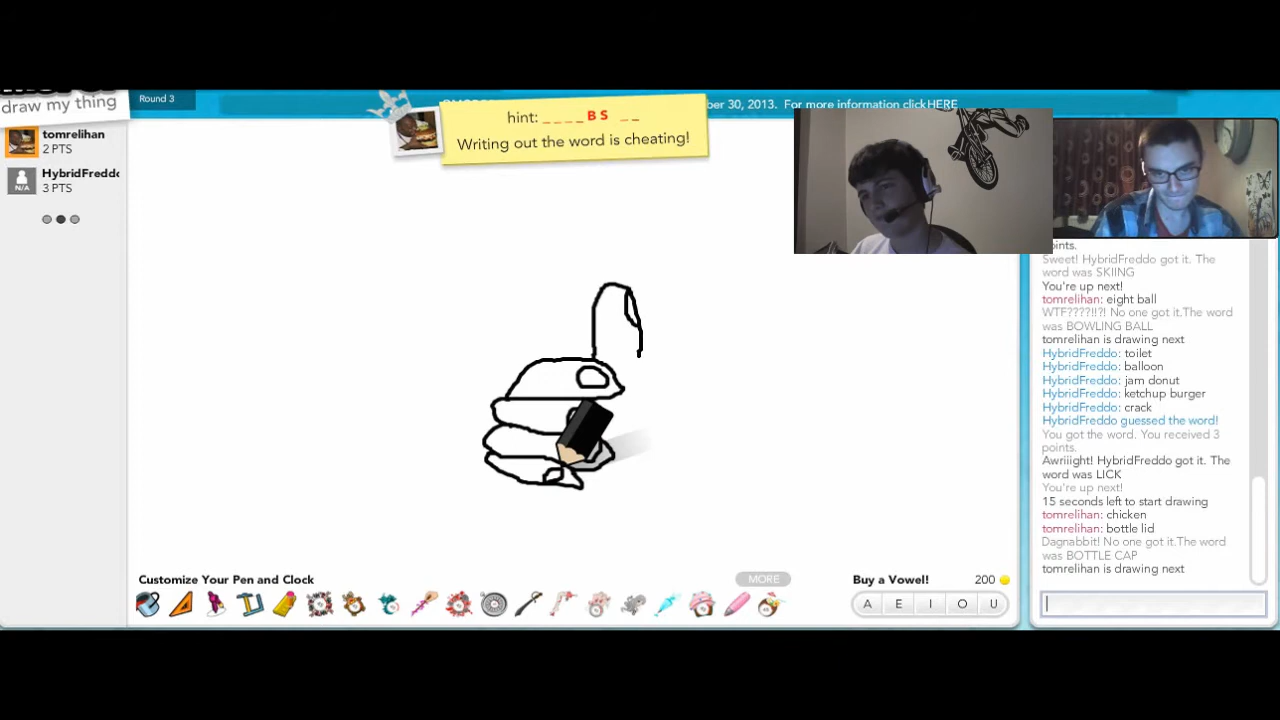 draw my thing
Round 3
ber 30, 2013. For more information clickHERE
hint: _ _ _ _ B S _ _
Writing out the word is cheating!
tomrelihan
2 PTS
HybridFreddo
3 PTS
N/A
points.
Sweet! HybridFreddo got it. The
word was SKIING
You're up next!
tomrelihan: eight ball
WTF????!!?! No one got it.The word
was BOWLING BALL
tomrelihan is drawing next
HybridFreddo: toilet
HybridFreddo: balloon
HybridFreddo: jam donut
HybridFreddo: ketchup burger
HybridFreddo: crack
HybridFreddo guessed the word!
You got the word. You received 3
points.
Awriiight! HybridFreddo got it. The
word was LICK
You're up next!
15 seconds left to start drawing
tomrelihan: chicken
tomrelihan: bottle lid
Dagnabbit! No one got it.The word
was BOTTLE CAP
tomrelihan is drawing next
Customize Your Pen and Clock
MORE
Buy a Vowel!
200
A E I O U